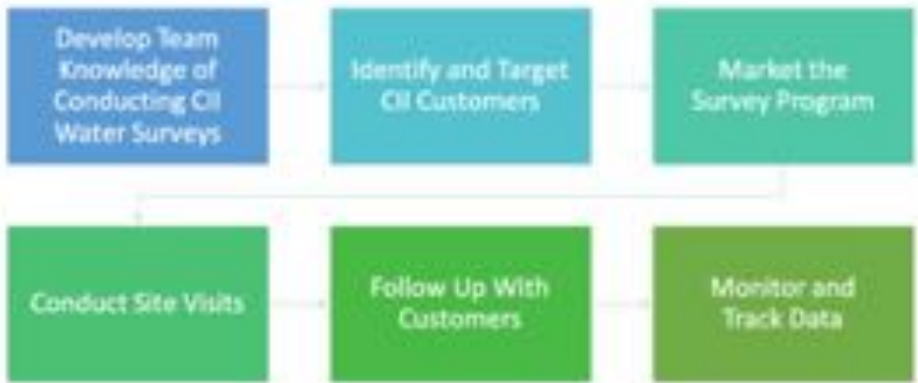 Develop Team
Knowledge of
Conducting CII
Water Surveys
Identify and Target
CII Customers
Market the
Survey Program
Conduct Site Visits
Follow Up With
Customers
Monitor and
Track Data